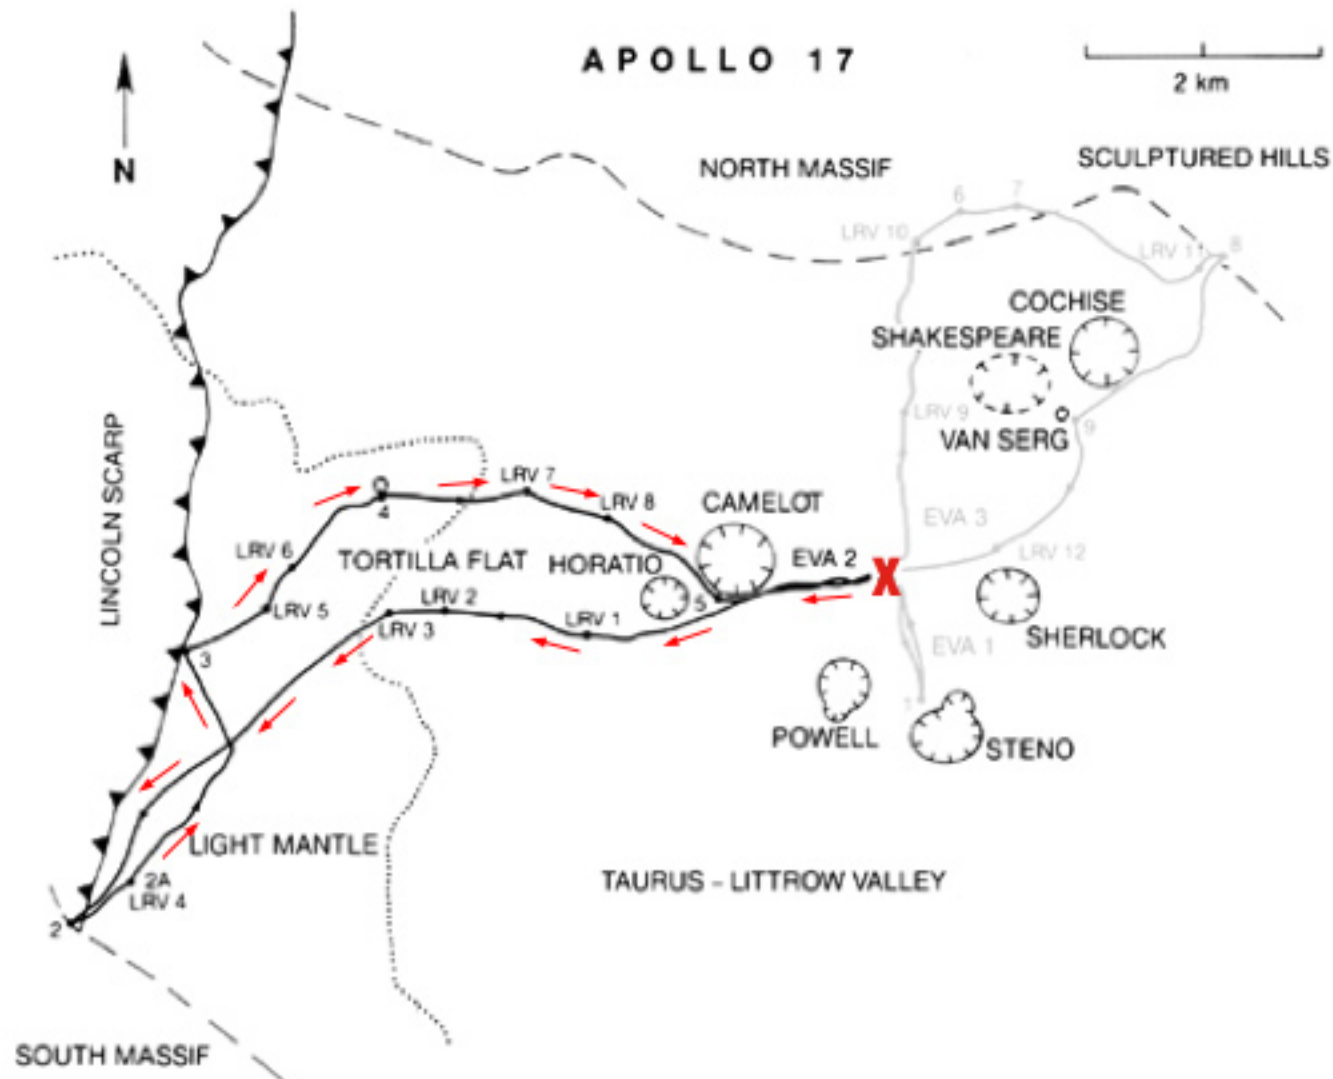 APOLLO 17
2 km
N
NORTH MASSIF
SCULPTURED HILLS
6
7
LRV 10
LRV 11
8
COCHISE
SHAKESPEARE
LRV 9
VAN SERG
9
LINCOLN SCARP
LRV 7
LRV 8
CAMELOT
4
EVA 3
LRV 6
TORTILLA FLAT
HORATIO
EVA 2
X
LRV 12
LRV 5
LRV 2
5
LRV 3
LRV 1
SHERLOCK
3
EVA 1
1
POWELL
STENO
LIGHT MANTLE
2A
LRV 4
TAURUS – LITTROW VALLEY
2
SOUTH MASSIF